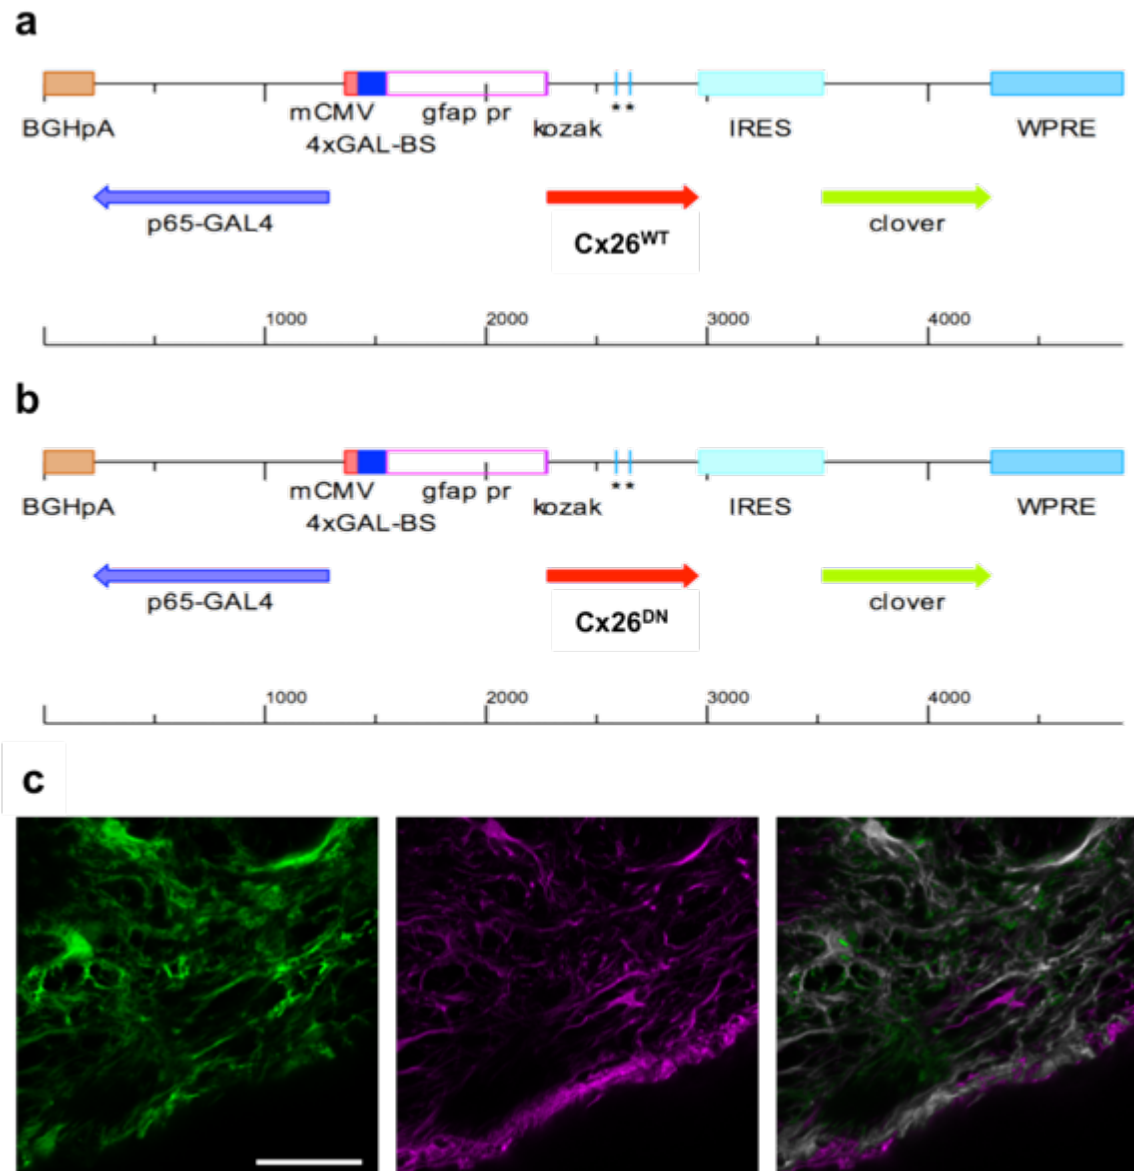 a
mCMV gfap pr **
BGHpA 4xGAL-BS kozak IRES WPRE
p65-GAL4 Cx26WT clover
1000 2000 3000 4000
b
mCMV gfap pr **
BGHpA 4xGAL-BS kozak IRES WPRE
p65-GAL4 Cx26DN clover
1000 2000 3000 4000
c